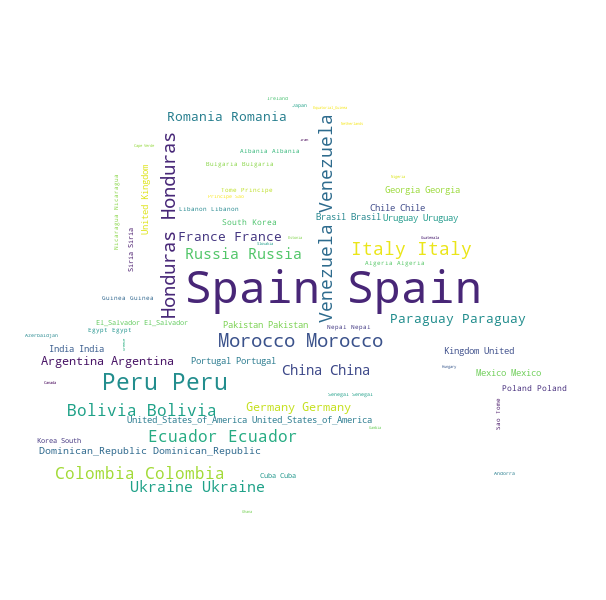 Ireland
Japan
Romania Romania
Honduras Honduras
Venezuela Venezuela
Albania Albania
Bulgaria Bulgaria
United Kingdom
Nicaragua Nicaragua
Tome Principe
Georgia Georgia
Libanon Libanon
Chile Chile
Brasil Brasil
Uruguay Uruguay
South Korea
Siria Siria
France France
Guatemala
Slovakia
Russia Russia
Italy Italy
Algeria Algeria
Spain Spain
Guinea Guinea
Paraguay Paraguay
El_Salvador El_Salvador
Pakistan Pakistan
Nepal Nepal
Egypt Egypt
Azerbaidjan
Morocco Morocco
India India
Kingdom United
Argentina Argentina
Portugal Portugal
China China
Hungary
Mexico Mexico
Peru Peru
Canada
Poland Poland
Senegal Senegal
Bolivia Bolivia
Germany Germany
Sao Tome
United_States_of_America United_States_of_America
Ecuador Ecuador
Korea South
Dominican_Republic Dominican_Republic
Colombia Colombia
Cuba Cuba
Andorra
Ukraine Ukraine